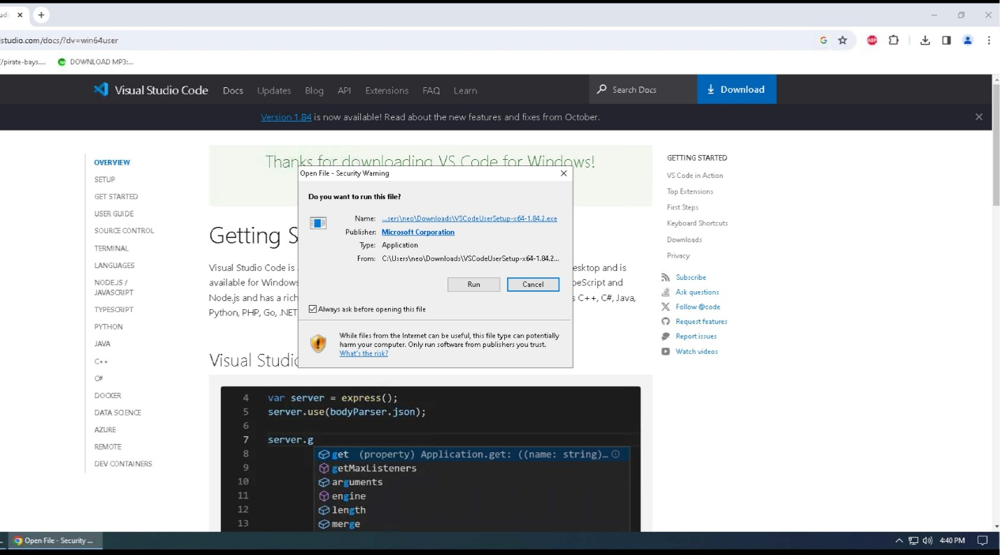 udi
studio.com/docs/?dv=win64user
ABP
//pirate-bays....
DOWNLOAD MP3:...
Visual Studio Code
Docs
Updates
Blog
API
Extensions
FAQ
Learn
Search Docs
Download
Version 1.84 is now available! Read about the new features and fixes from October.
OVERVIEW
SETUP
GET STARTED
USER GUIDE
SOURCE CONTROL
TERMINAL
LANGUAGES
NODE.JS /
JAVASCRIPT
TYPESCRIPT
PYTHON
JAVA
C++
C#
DOCKER
DATA SCIENCE
AZURE
REMOTE
DEV CONTAINERS
Thanks for downloading VS Code for Windows!
Getting S
Visual Studio Code is
esktop and is
available for Windows
peScript and
Node.js and has a rich
s C++, C#, Java,
Python, PHP, Go, .NET
Visual Studio
Open File - Security Warning
Do you want to run this file?
Name: ...sers\neo\Downloads\VSCodeUserSetup-x64-1.84.2.exe
Publisher: Microsoft Corporation
Type: Application
From: C:\Users\neo\Downloads\VSCodeUserSetup-x64-1.84.2...
Run
Cancel
Always ask before opening this file
While files from the Internet can be useful, this file type can potentially
harm your computer. Only run software from publishers you trust.
What's the risk?
4 var server = express();
5 server.use(bodyParser.json);
6
7 server.g
8 get (property) Application.get: ((name: string)…
9 getMaxListeners
10 arguments
11 engine
12 length
13 merge
GETTING STARTED
VS Code in Action
Top Extensions
First Steps
Keyboard Shortcuts
Downloads
Privacy
Subscribe
Ask questions
Follow @code
Request features
Report issues
Watch videos
Open File - Security ...
4:40 PM